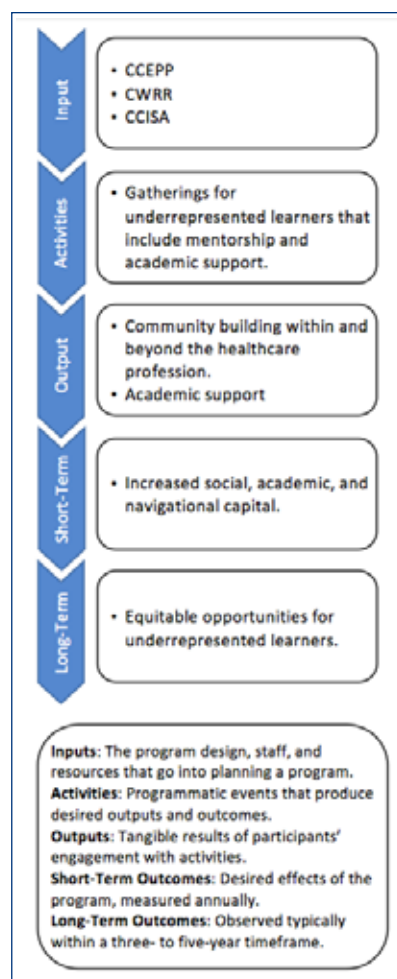 Input
• CCEPP
• CWRR
• CCISA
Activities
• Gatherings for
underrepresented learners that
include mentorship and
academic support.
Output
• Community building within and
beyond the healthcare
profession.
• Academic support
Short-Term
• Increased social, academic, and
navigational capital.
Long-Term
• Equitable opportunities for
underrepresented learners.
Inputs: The program design, staff, and
resources that go into planning a program.
Activities: Programmatic events that produce
desired outputs and outcomes.
Outputs: Tangible results of participants'
engagement with activities.
Short-Term Outcomes: Desired effects of the
program, measured annually.
Long-Term Outcomes: Observed typically
within a three- to five-year timeframe.